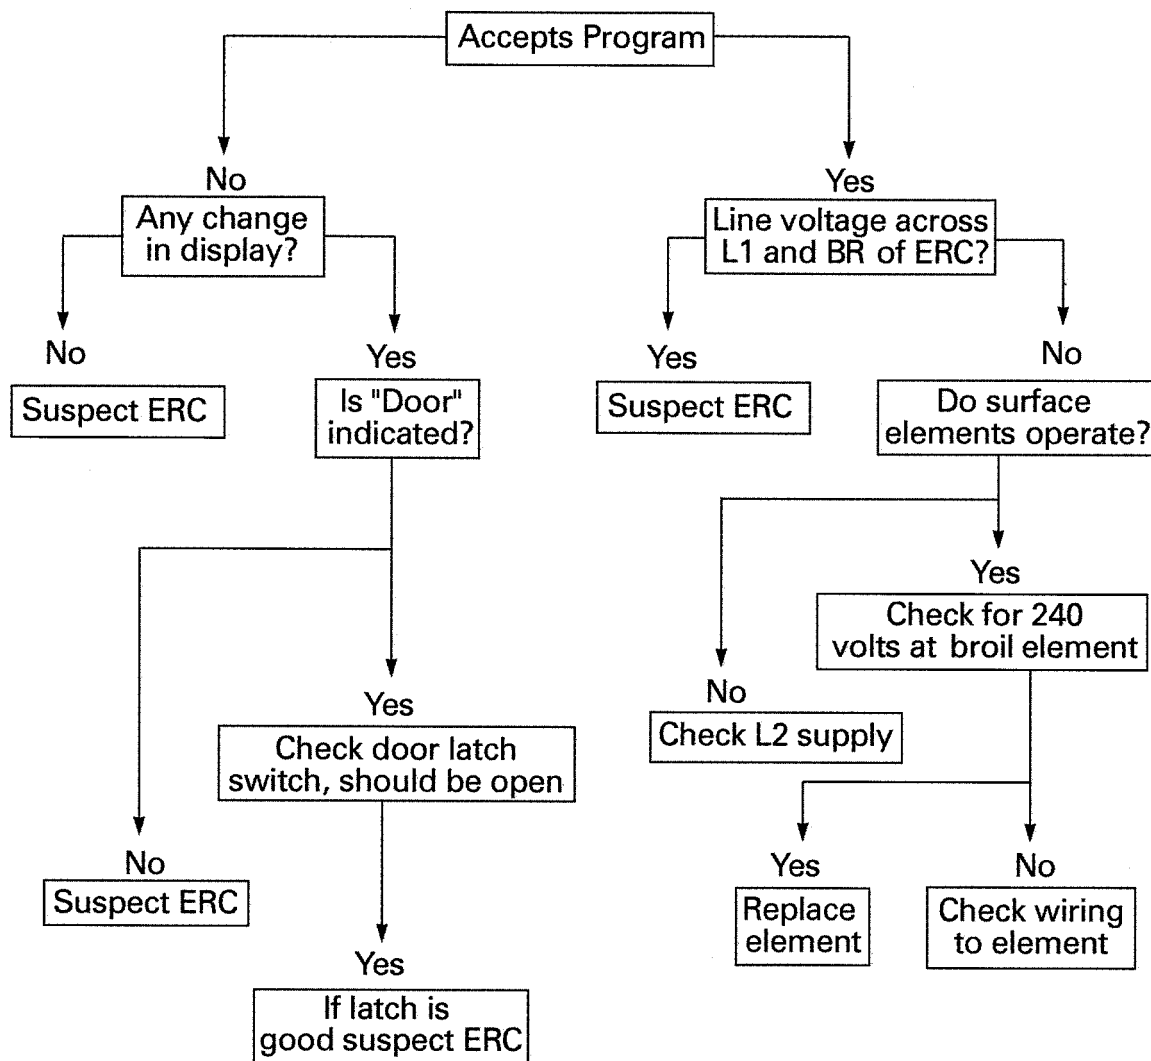 Accepts Program
No
Any change
in display?
No
Suspect ERC
Yes
Is "Door"
indicated?
No
Suspect ERC
Yes
Check door latch
switch, should be open
Yes
If latch is
good suspect ERC
Yes
Line voltage across
L1 and BR of ERC?
Yes
Suspect ERC
No
Do surface
elements operate?
No
Check L2 supply
Yes
Check for 240
volts at broil element
Yes
Replace
element
No
Check wiring
to element